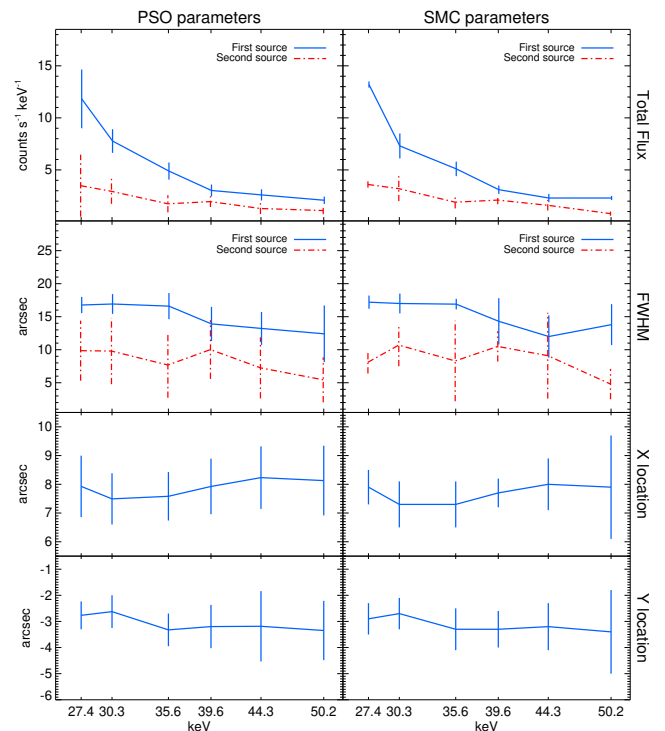 PSO parameters SMC parameters
First source First source
Second source Second source
15
10
5
counts s⁻¹ keV⁻¹
Total Flux
First source First source
Second source Second source
25
20
15
10
5
arcsec
FWHM
10
9
8
7
6
arcsec
X location
-1
-2
-3
-4
-5
-6
arcsec
Y location
27.4 30.3 35.6 39.6 44.3 50.2 27.4 30.3 35.6 39.6 44.3 50.2
keV keV